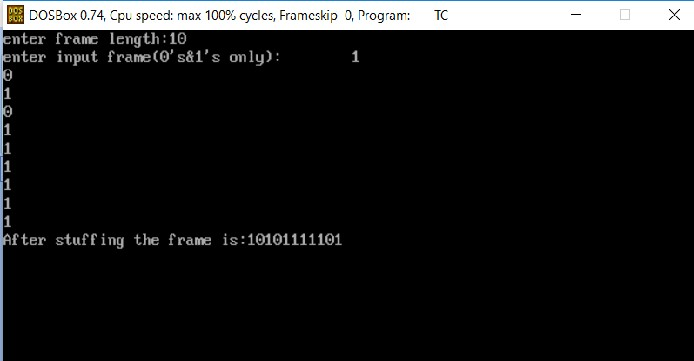 DOSBox 0.74, Cpu speed: max 100% cycles, Frameskip 0, Program: TC
enter frame length:10
enter input frame(0's&1's only): 1
0
1
0
1
1
1
1
1
1
After stuffing the frame is:10101111101